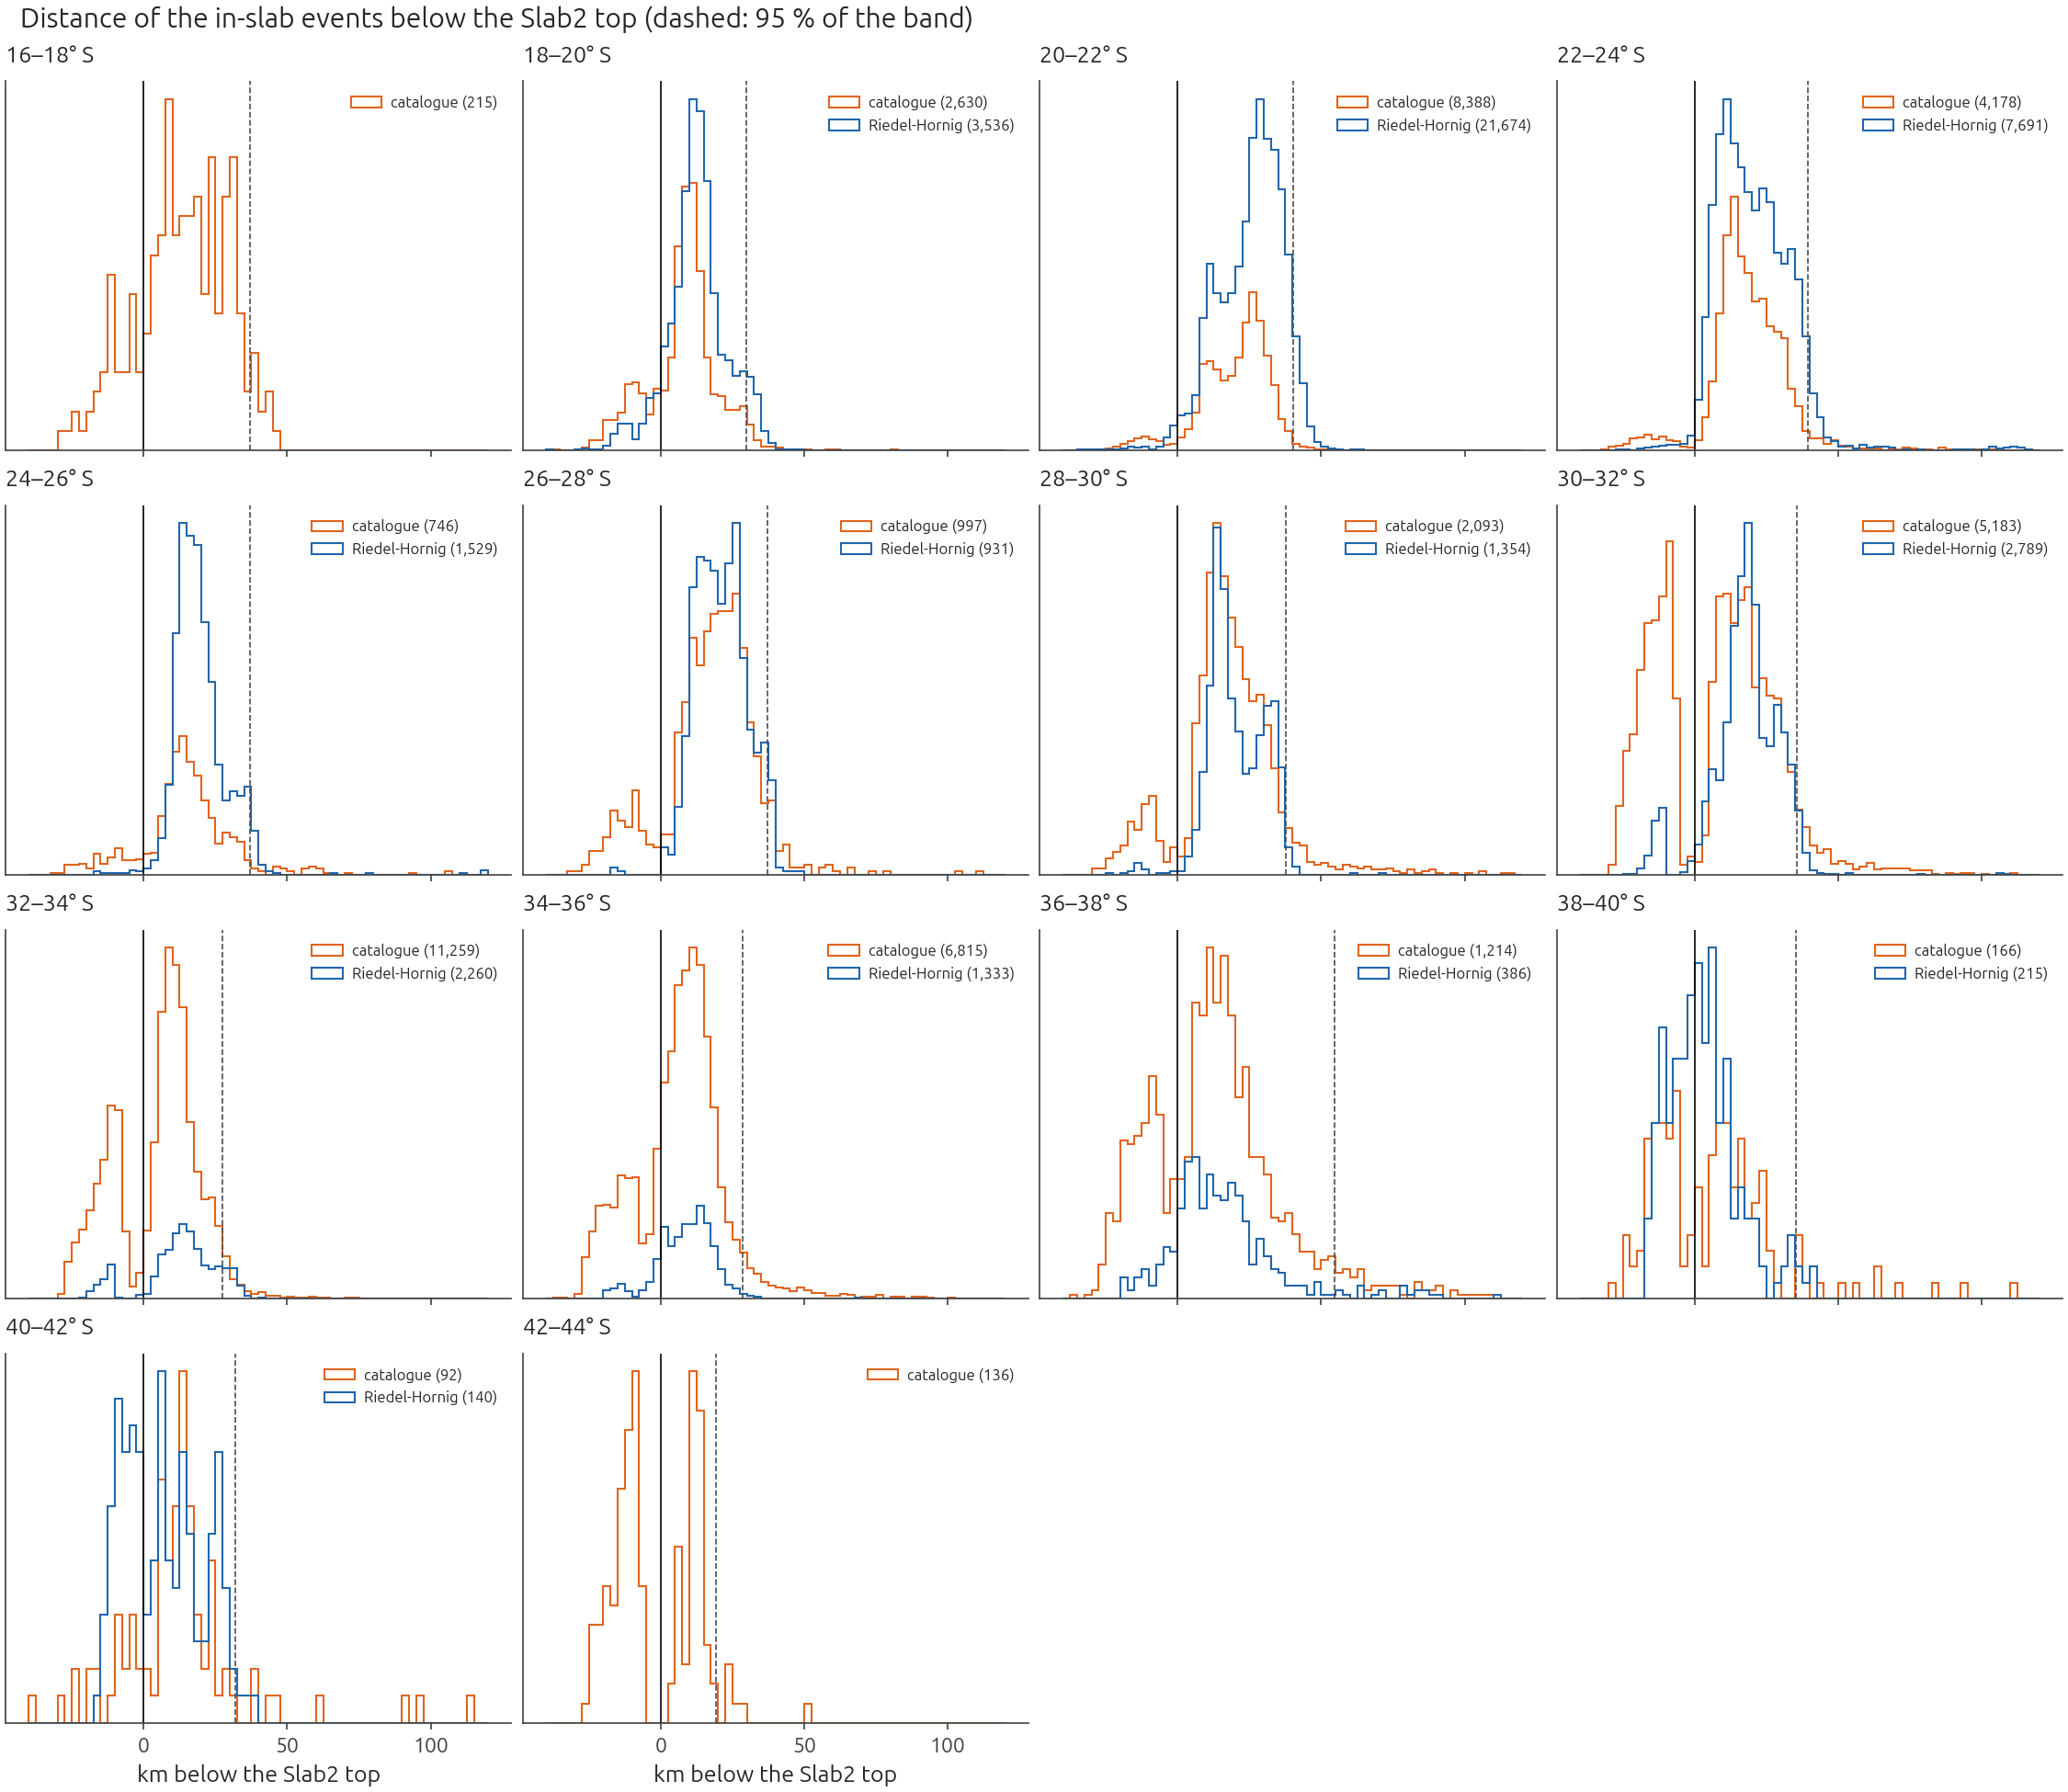 Distance of the in-slab events below the Slab2 top (dashed: 95 % of the band)
16–18° S
catalogue (215)
18–20° S
catalogue (2,630)
Riedel-Hornig (3,536)
20–22° S
catalogue (8,388)
Riedel-Hornig (21,674)
22–24° S
catalogue (4,178)
Riedel-Hornig (7,691)
24–26° S
catalogue (746)
Riedel-Hornig (1,529)
26–28° S
catalogue (997)
Riedel-Hornig (931)
28–30° S
catalogue (2,093)
Riedel-Hornig (1,354)
30–32° S
catalogue (5,183)
Riedel-Hornig (2,789)
32–34° S
catalogue (11,259)
Riedel-Hornig (2,260)
34–36° S
catalogue (6,815)
Riedel-Hornig (1,333)
36–38° S
catalogue (1,214)
Riedel-Hornig (386)
38–40° S
catalogue (166)
Riedel-Hornig (215)
40–42° S
catalogue (92)
Riedel-Hornig (140)
0 50 100
km below the Slab2 top
42–44° S
catalogue (136)
0 50 100
km below the Slab2 top